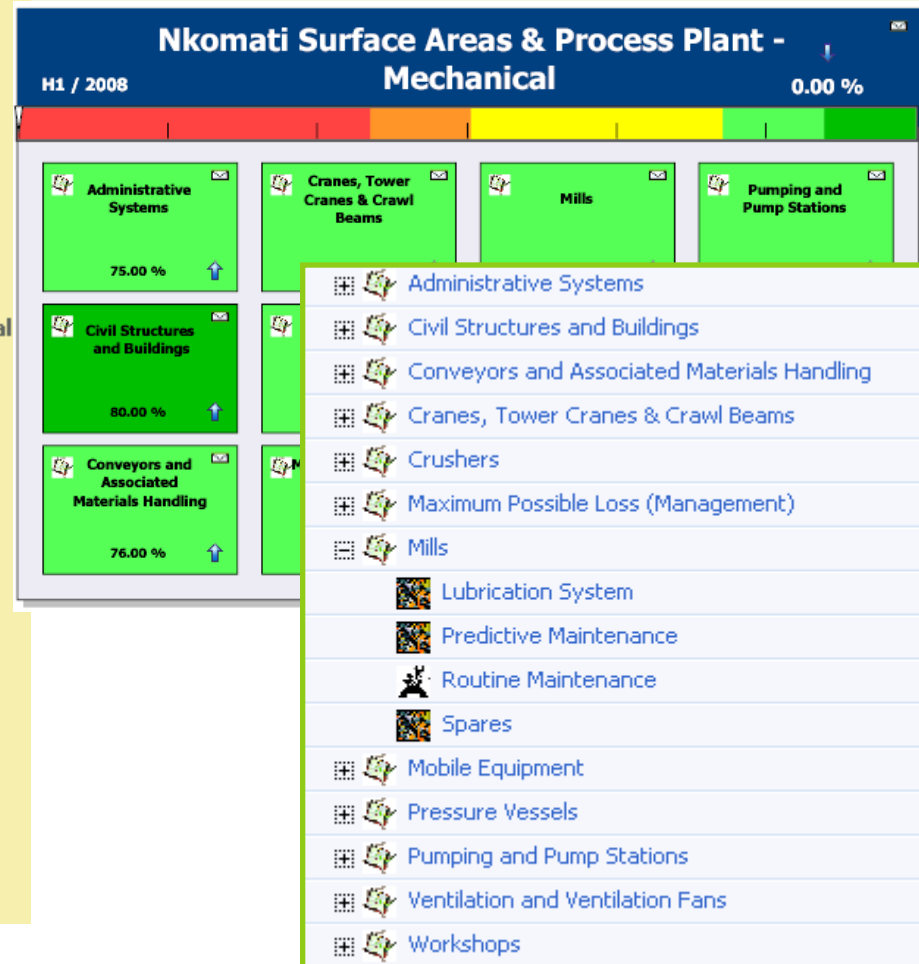 Nkomati Surface Areas & Process Plant -
Mechanical
H1 / 2008
0.00 %
Administrative
Systems
75.00 %
Cranes, Tower
Cranes & Crawl
Beams
Mills
Pumping and
Pump Stations
al
Civil Structures
and Buildings
80.00 %
Conveyors and
Associated
Materials Handling
76.00 %
M
Administrative Systems
Civil Structures and Buildings
Conveyors and Associated Materials Handling
Cranes, Tower Cranes & Crawl Beams
Crushers
Maximum Possible Loss (Management)
Mills
Lubrication System
Predictive Maintenance
Routine Maintenance
Spares
Mobile Equipment
Pressure Vessels
Pumping and Pump Stations
Ventilation and Ventilation Fans
Workshops